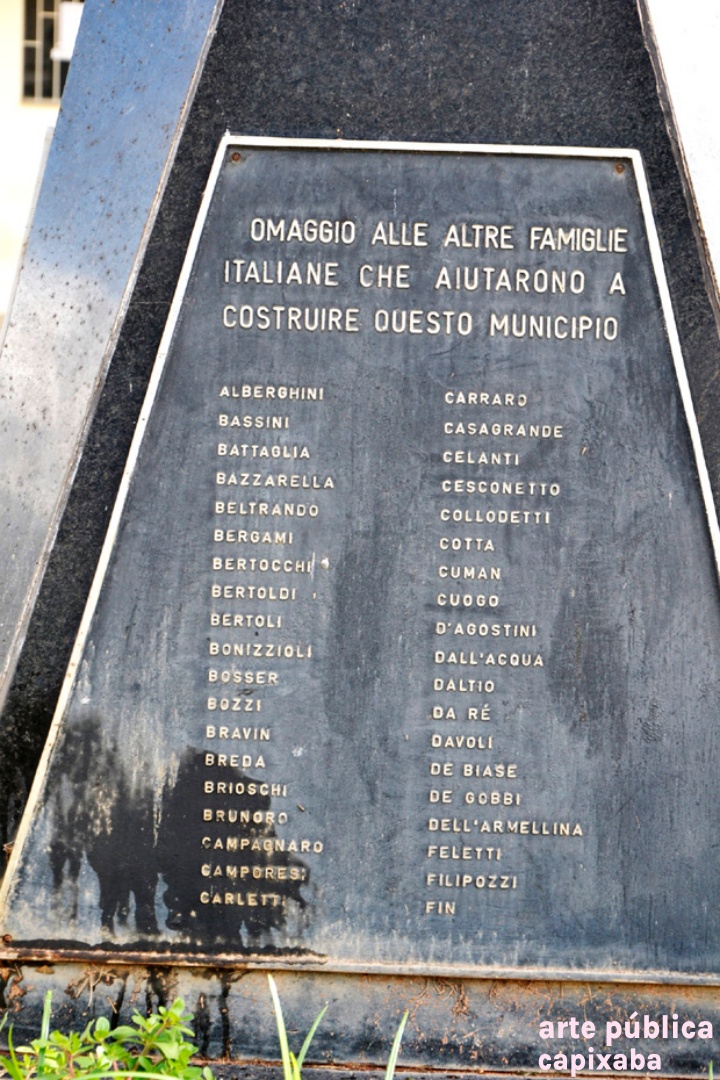 OMAGGIO ALLE ALTRE FAMIGLIE
ITALIANE CHE AIUTARONO A
COSTRUIRE QUESTO MUNICIPIO
ALBERGHINI
BASSINI
BATTAGLIA
BAZZARELLA
BELTRANDO
BERGAMI
BERTOCCHI
BERTOLDI
BERTOLI
BONIZZIOLI
BOSSER
BOZZI
BRAVIN
BREDA
BRIOSCHI
BRUNORO
CAMPAGNARO
CAMPORESI
CARLETTI
CARRARO
CASAGRANDE
CELANTI
CESCONETTO
COLLODETTI
COTTA
CUMAN
CUOGO
D'AGOSTINI
DALL'ACQUA
DALTIO
DA RÉ
DAVOLI
DE BIASE
DE GOBBI
DELL'ARMELLINA
FELETTI
FILIPOZZI
FIN
arte pública
capixaba